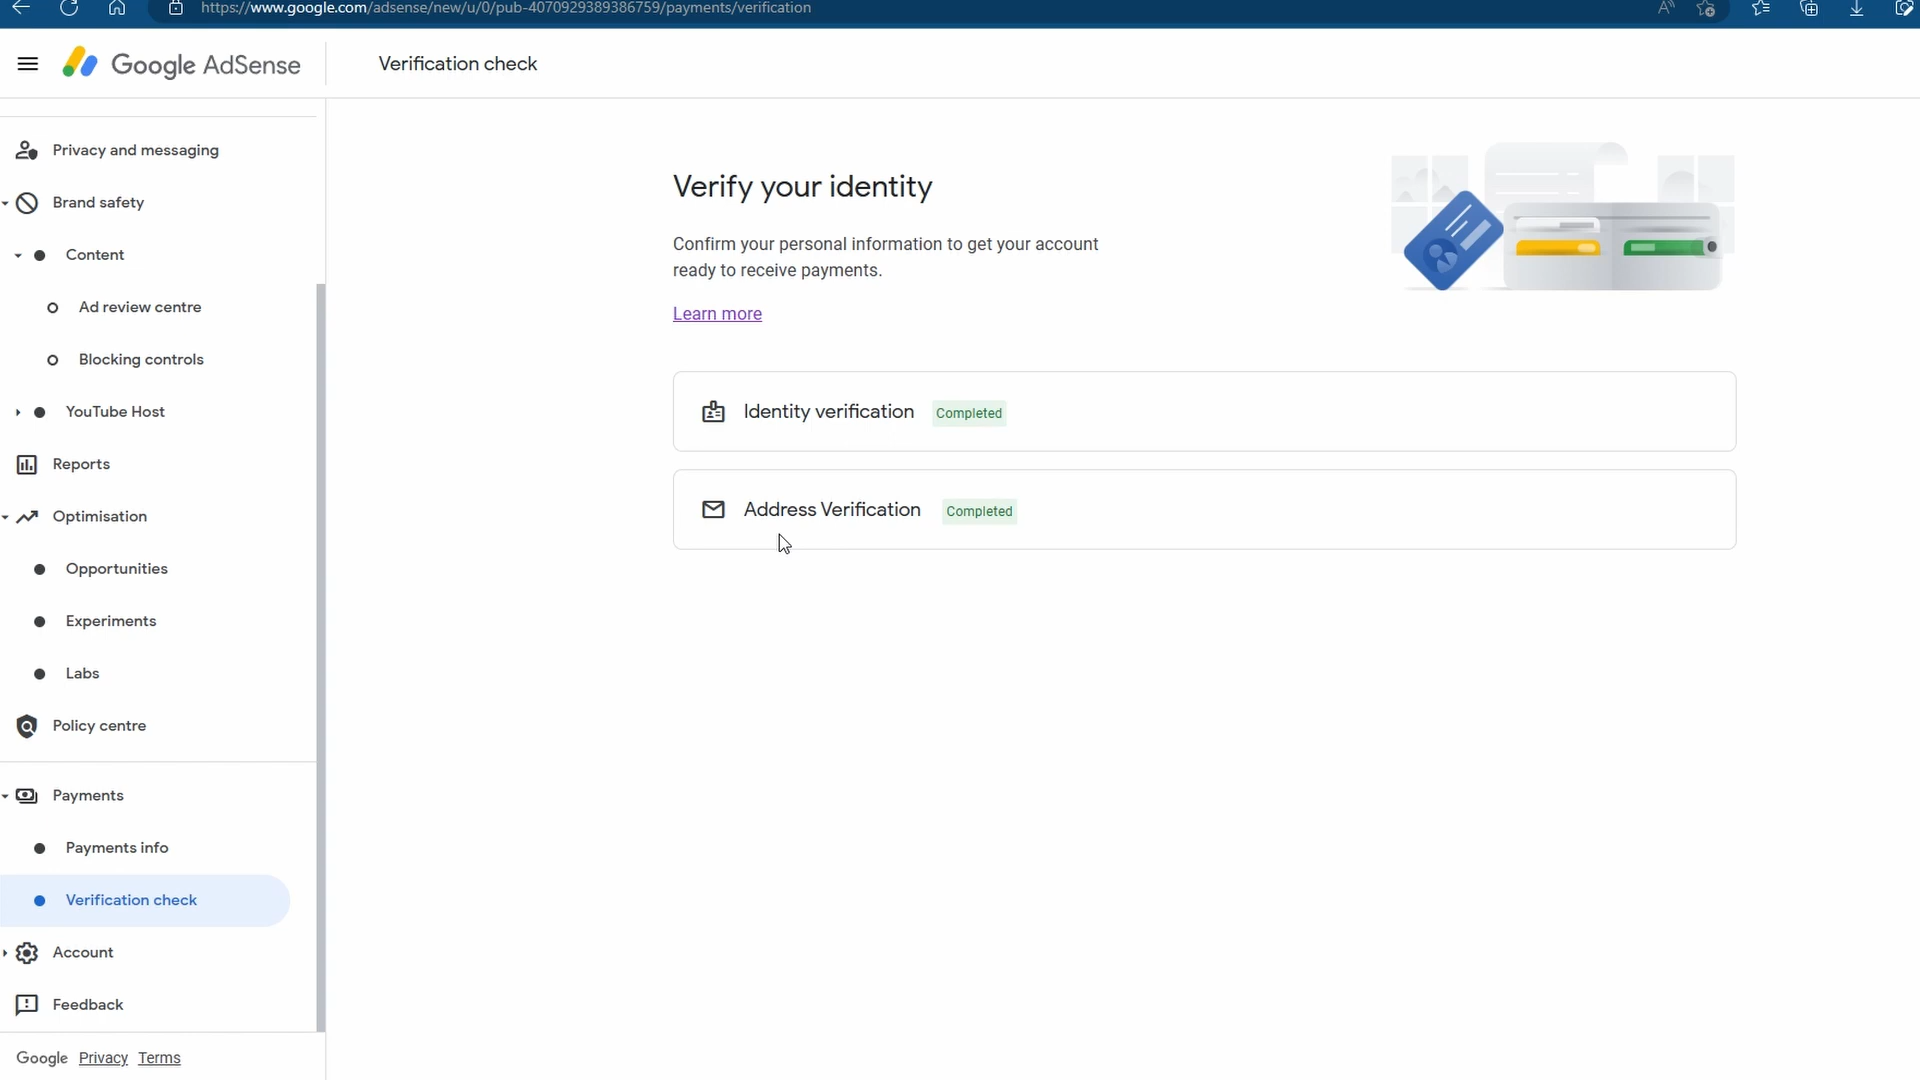 https://www.google.com/adsense/new/u/0/pub-4070929389386759/payments/verification
Google AdSense
Verification check
Privacy and messaging
Brand safety
Content
Ad review centre
Blocking controls
YouTube Host
Reports
Optimisation
Opportunities
Experiments
Labs
Policy centre
Payments
Payments info
Verification check
Account
Feedback
Google Privacy Terms
Verify your identity
Confirm your personal information to get your account
ready to receive payments.
Learn more
Identity verification Completed
Address Verification Completed